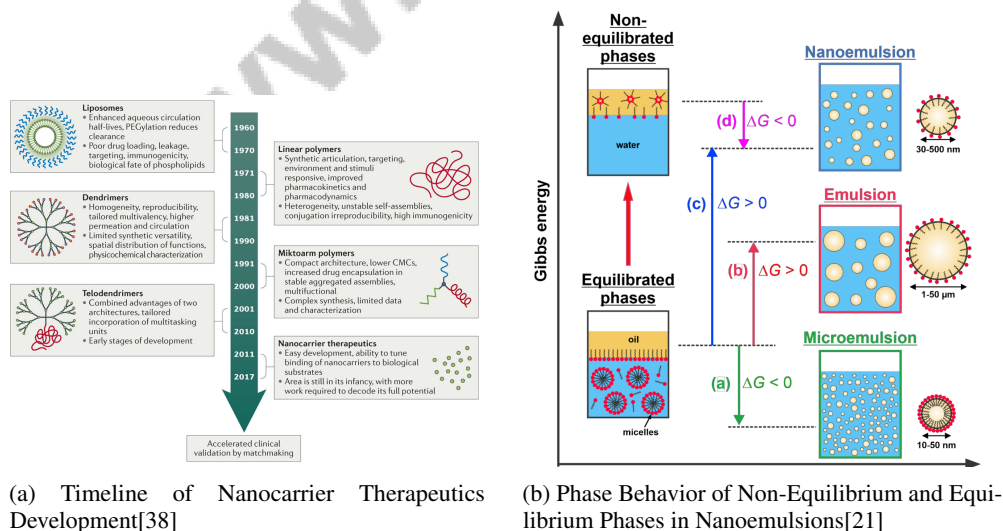 Liposomes
• Enhanced aqueous circulation
half-lives, PEGylation reduces
clearance
• Poor drug loading, leakage,
targeting, immunogenicity,
biological fate of phospholipids
Dendrimers
• Homogeneity, reproducibility,
tailored multivalency, higher
permeation and circulation
• Limited synthetic versatility,
spatial distribution of functions,
physicochemical characterization
Telodendrimers
• Combined advantages of two
architectures, tailored
incorporation of multitasking
units
• Early stages of development
1960
1970
1971
1980
1981
1990
1991
2000
2001
2010
2011
2017
Linear polymers
• Synthetic articulation, targeting,
environment and stimuli
responsive, improved
pharmacokinetics and
pharmacodynamics
• Heterogeneity, unstable self-assemblies,
conjugation irreproducibility, high immunogenicity
Miktoarm polymers
• Compact architecture, lower CMCs,
increased drug encapsulation in
stable aggregated assemblies,
multifuctional
• Complex synthesis, limited data
and characterization
Nanocarrier therapeutics
• Easy development, ability to tune
binding of nanocarriers to biological
substrates
• Area is still in its infancy, with more
work required to decode its full potential
Accelerated clinical
validation by matchmaking
(a) Timeline of Nanocarrier Therapeutics
Development[38]
Gibbs energy
Non-
equilibrated
phases
water
Equilibrated
phases
oil
micelles
(d) ΔG < 0
(c) ΔG > 0
(b) ΔG > 0
(a) ΔG < 0
Nanoemulsion
30-500 nm
Emulsion
1-50 μm
Microemulsion
10-50 nm
(b) Phase Behavior of Non-Equilibrium and Equi-
librium Phases in Nanoemulsions[21]